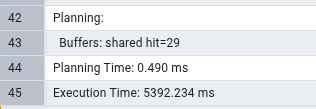 42 Planning:
43 Buffers: shared hit=29
44 Planning Time: 0.490 ms
45 Execution Time: 5392.234 ms